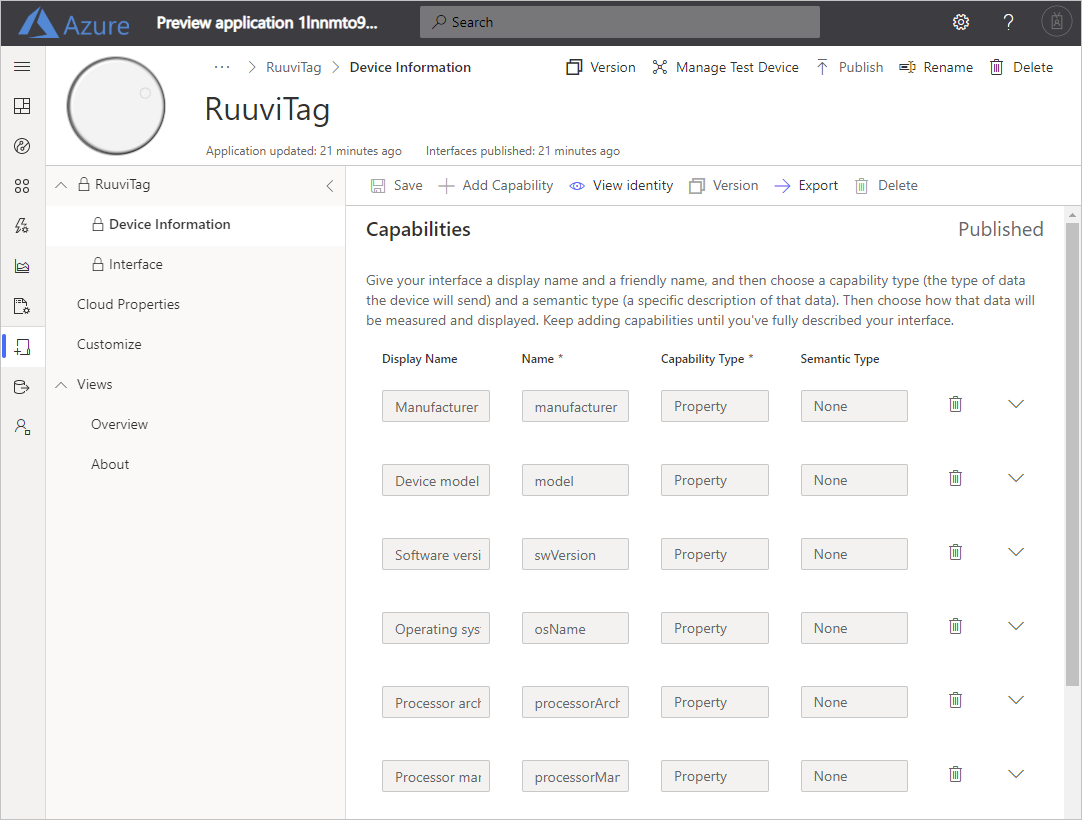 Azure
Preview application 1lnnmto9...
Search
?
... > RuuviTag > Device Information
Version
Manage Test Device
Publish
Rename
Delete
RuuviTag
Application updated: 21 minutes ago
Interfaces published: 21 minutes ago
RuuviTag
Device Information
Interface
Cloud Properties
Customize
Views
Overview
About
Save
Add Capability
View identity
Version
Export
Delete
Capabilities
Published
Give your interface a display name and a friendly name, and then choose a capability type (the type of data
the device will send) and a semantic type (a specific description of that data). Then choose how that data will
be measured and displayed. Keep adding capabilities until you've fully described your interface.
Display Name Name * Capability Type * Semantic Type
Manufacturer manufacturer Property None
Device model model Property None
Software versi swVersion Property None
Operating sys osName Property None
Processor arch processorArch Property None
Processor mar processorMan Property None